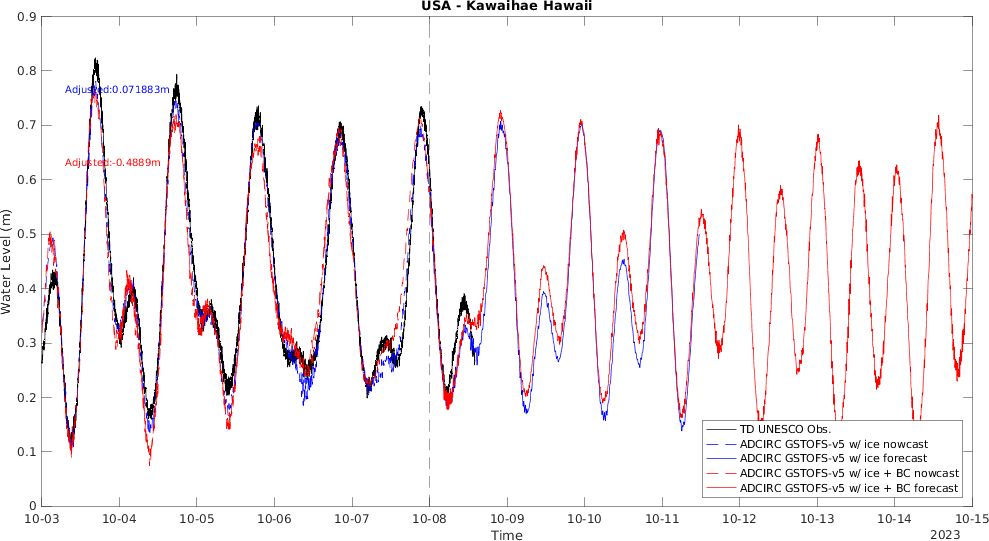 USA - Kawaihae Hawaii
0.9
0.8
0.7
0.6
0.5
0.4
0.3
0.2
0.1
0
Water Level (m)
Adjusted:0.071883m
Adjusted:-0.4889m
TD UNESCO Obs.
ADCIRC GSTOFS-v5 w/ ice nowcast
ADCIRC GSTOFS-v5 w/ ice forecast
ADCIRC GSTOFS-v5 w/ ice + BC nowcast
ADCIRC GSTOFS-v5 w/ ice + BC forecast
10-03 10-04 10-05 10-06 10-07 10-08 10-09 10-10 10-11 10-12 10-13 10-14 10-15
2023
Time